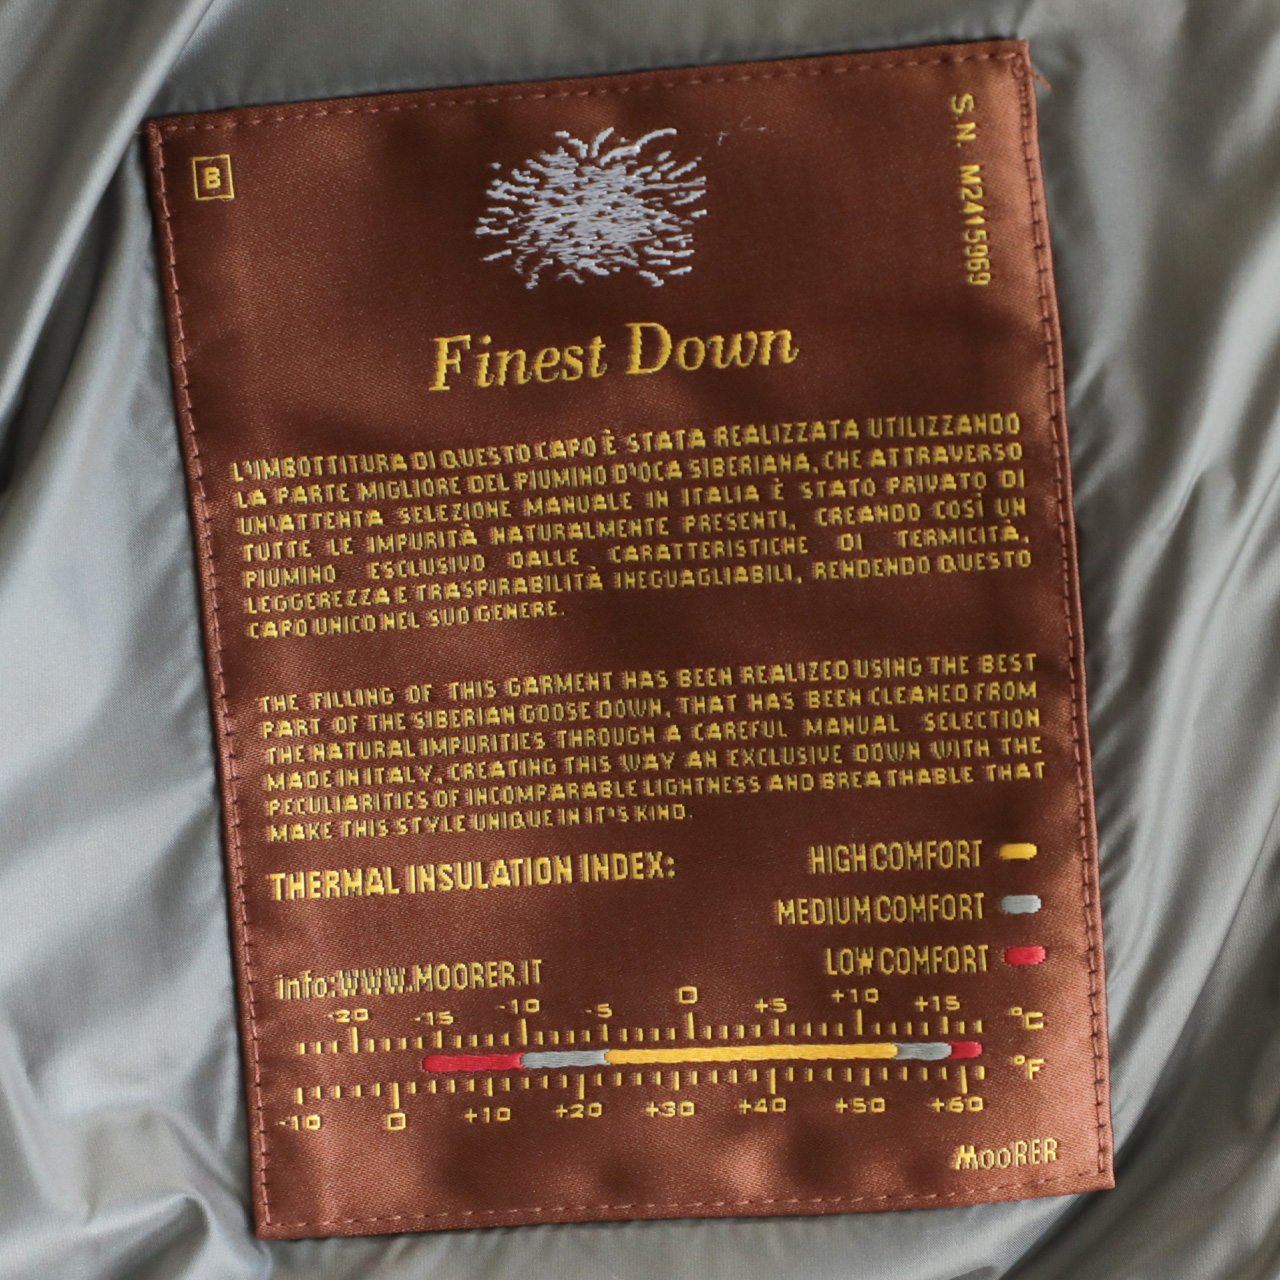 B
S.N. M2415969
Finest Down
L'IMBOTTITURA DI QUESTO CAPO È STATA REALIZZATA UTILIZZANDO
LA PARTE MIGLIORE DEL PIUMINO D'OCA SIBERIANA, CHE ATTRAVERSO
UN'ATTENTA SELEZIONE MANUALE IN ITALIA È STATO PRIVATO DI
TUTTE LE IMPURITÀ NATURALMENTE PRESENTI, CREANDO COSÌ UN
PIUMINO ESCLUSIVO DALLE CARATTERISTICHE DI TERMICITÀ,
LEGGEREZZA E TRASPIRABILITÀ INEGUAGLIABILI, RENDENDO QUESTO
CAPO UNICO NEL SUO GENERE.
THE FILLING OF THIS GARMENT HAS BEEN REALIZED USING THE BEST
PART OF THE SIBERIAN GOOSE DOWN, THAT HAS BEEN CLEANED FROM
THE NATURAL IMPURITIES THROUGH A CAREFUL MANUAL SELECTION
MADE IN ITALY, CREATING THIS WAY AN EXCLUSIVE DOWN WITH THE
PECULIARITIES OF INCOMPARABLE LIGHTNESS AND BREATHABLE THAT
MAKE THIS STYLE UNIQUE IN IT'S KIND.
THERMAL INSULATION INDEX:
HIGH COMFORT
MEDIUM COMFORT
LOW COMFORT
Info:WWW.MOORER.IT
-20 -15 -10 -5 0 +5 +10 +15 °C
-10 0 +10 +20 +30 +40 +50 +60 °F
MOORER